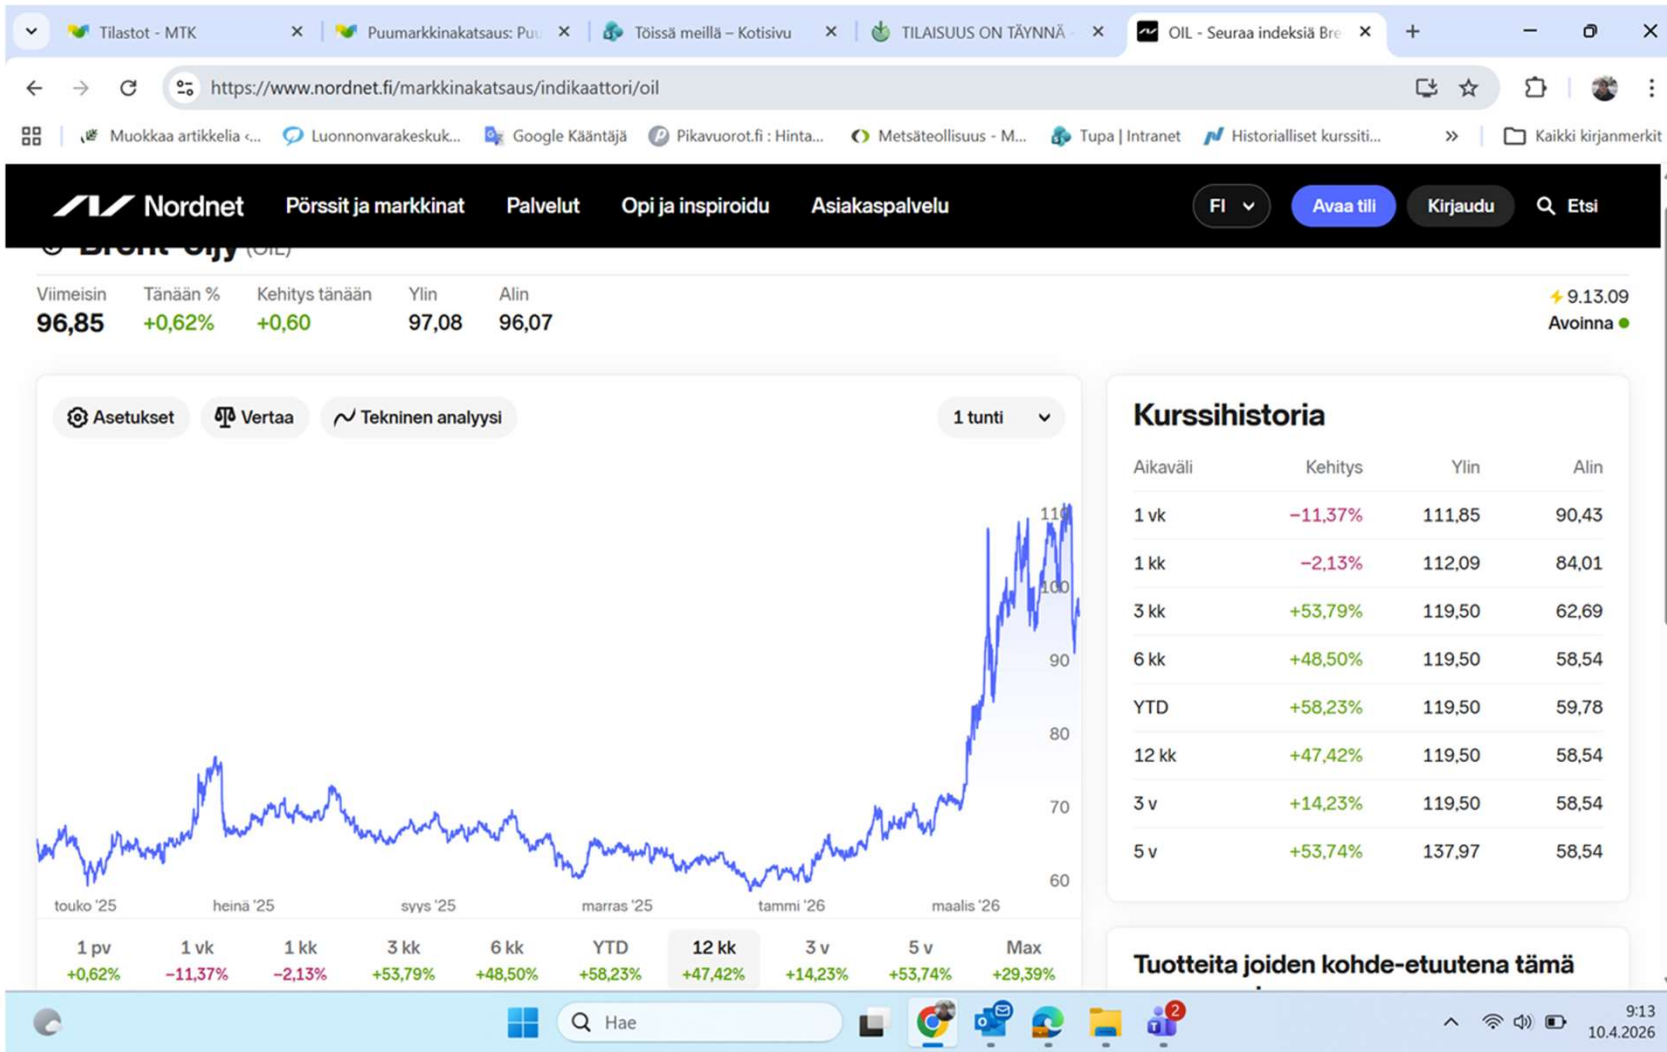 Tilastot - MTK
Puumarkkinakatsaus: Puu
Töissä meillä – Kotisivu
TILAISUUS ON TÄYNNÄ -
OIL - Seuraa indeksiä Bre
https://www.nordnet.fi/markkinakatsaus/indikaattori/oil
Muokkaa artikkelia ‹...
Luonnonvarakeskuk...
Google Kääntäjä
Pikavuorot.fi : Hinta...
Metsäteollisuus - M...
Tupa | Intranet
Historialliset kurssiti...
»
Kaikki kirjanmerkit
Nordnet
Pörssit ja markkinat
Palvelut
Opi ja inspiroidu
Asiakaspalvelu
FI
Avaa tili
Kirjaudu
Etsi
Brent-öljy (OIL)
Viimeisin Tänään % Kehitys tänään Ylin Alin
96,85 +0,62% +0,60 97,08 96,07
9.13.09
Avoinna
Asetukset
Vertaa
Tekninen analyysi
1 tunti
110
100
90
80
70
60
touko '25 heinä '25 syys '25 marras '25 tammi '26 maalis '26
1 pv 1 vk 1 kk 3 kk 6 kk YTD 12 kk 3 v 5 v Max
+0,62% −11,37% −2,13% +53,79% +48,50% +58,23% +47,42% +14,23% +53,74% +29,39%
Kurssihistoria
Aikaväli Kehitys Ylin Alin
1 vk −11,37% 111,85 90,43
1 kk −2,13% 112,09 84,01
3 kk +53,79% 119,50 62,69
6 kk +48,50% 119,50 58,54
YTD +58,23% 119,50 59,78
12 kk +47,42% 119,50 58,54
3 v +14,23% 119,50 58,54
5 v +53,74% 137,97 58,54
Tuotteita joiden kohde-etuutena tämä
Hae
2
9:13
10.4.2026